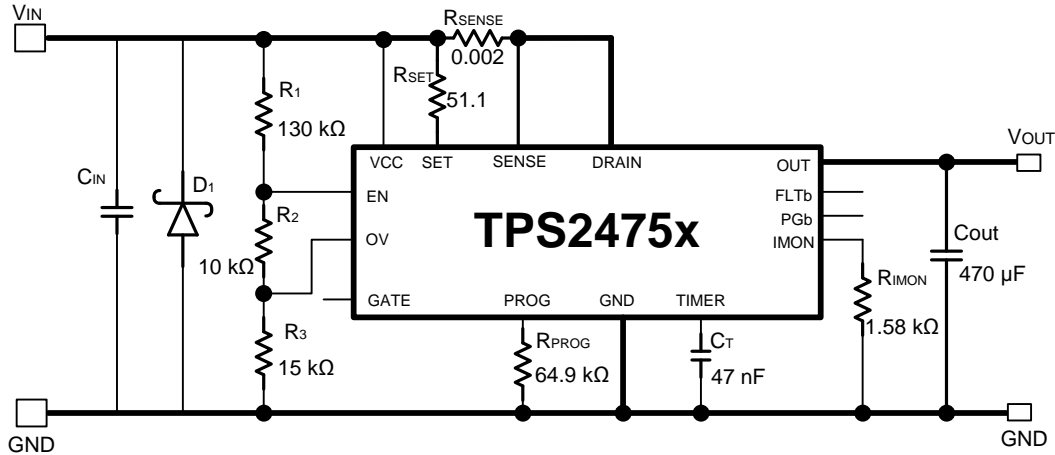 VIN
RSENSE
0.002
RSET
51.1
R1
130 kΩ
VCC
SET
SENSE
DRAIN
VOUT
OUT
CIN
D1
EN
FLTb
R2
TPS2475x
PGb
OV
IMON
Cout
10 kΩ
470 µF
RIMON
GATE
PROG
GND
TIMER
1.58 kΩ
R3
RPROG
CT
15 kΩ
64.9 kΩ
47 nF
GND
GND